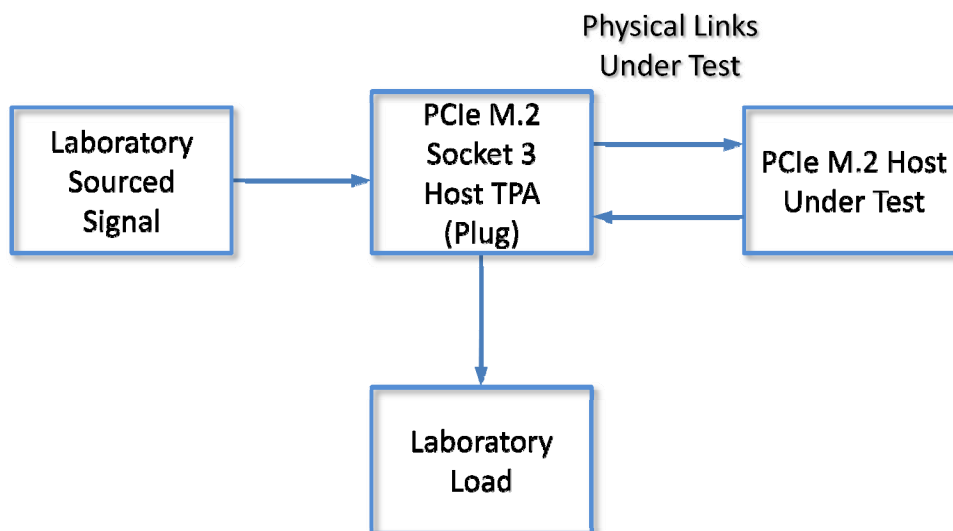 Physical Links
Under Test
Laboratory
Sourced
Signal
PCIe M.2
Socket 3
Host TPA
(Plug)
PCIe M.2 Host
Under Test
Laboratory
Load